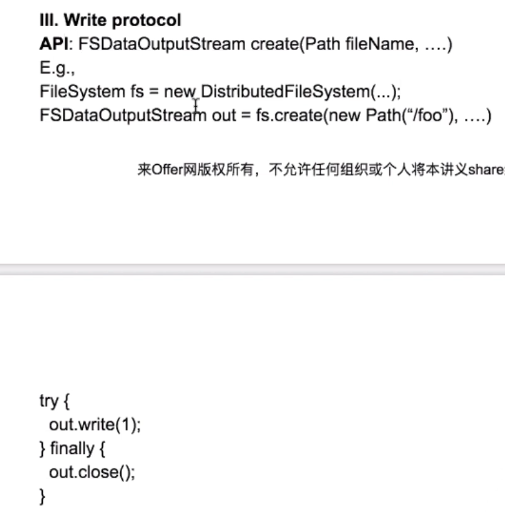 III. Write protocol
API: FSDataOutputStream create(Path fileName, ....)
E.g.,
FileSystem fs = new DistributedFileSystem(...);
FSDataOutputStream out = fs.create(new Path(“/foo”), ....)
来Offer网版权所有，不允许任何组织或个人将本讲义share
try {
out.write(1);
} finally {
out.close();
}